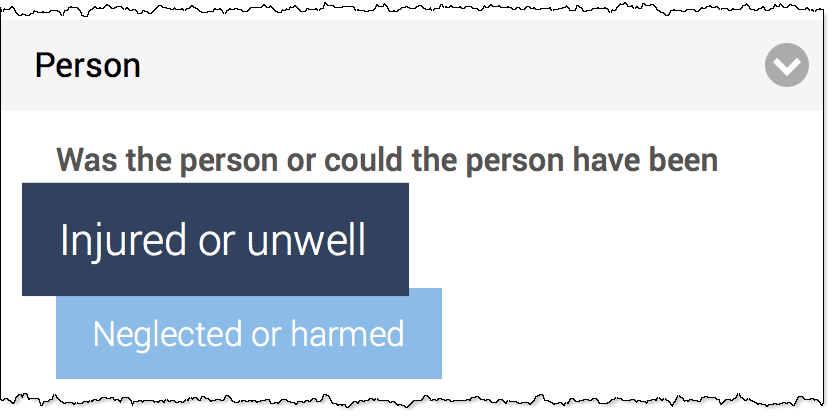 Person
Was the person or could the person have been
Injured or unwell
Neglected or harmed